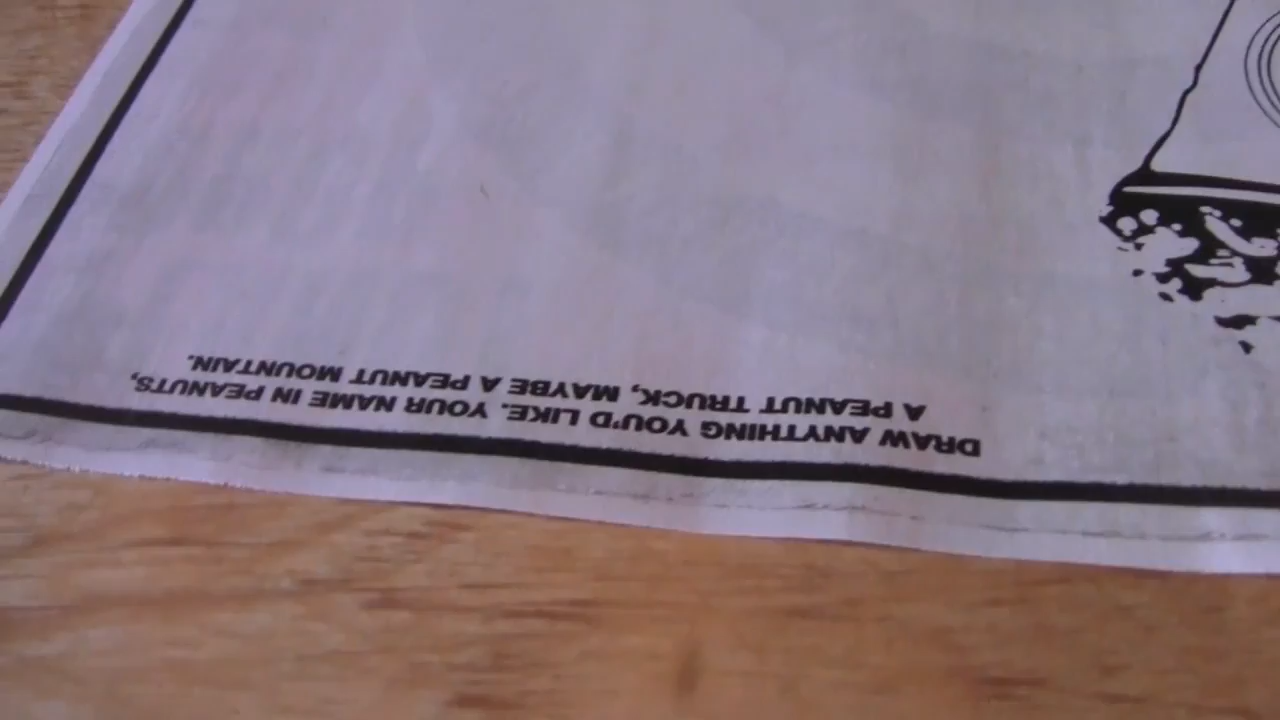 DRAW ANYTHING YOU'D LIKE. YOUR NAME IN PEANUTS,
A PEANUT TRUCK, MAYBE A PEANUT MOUNTAIN.